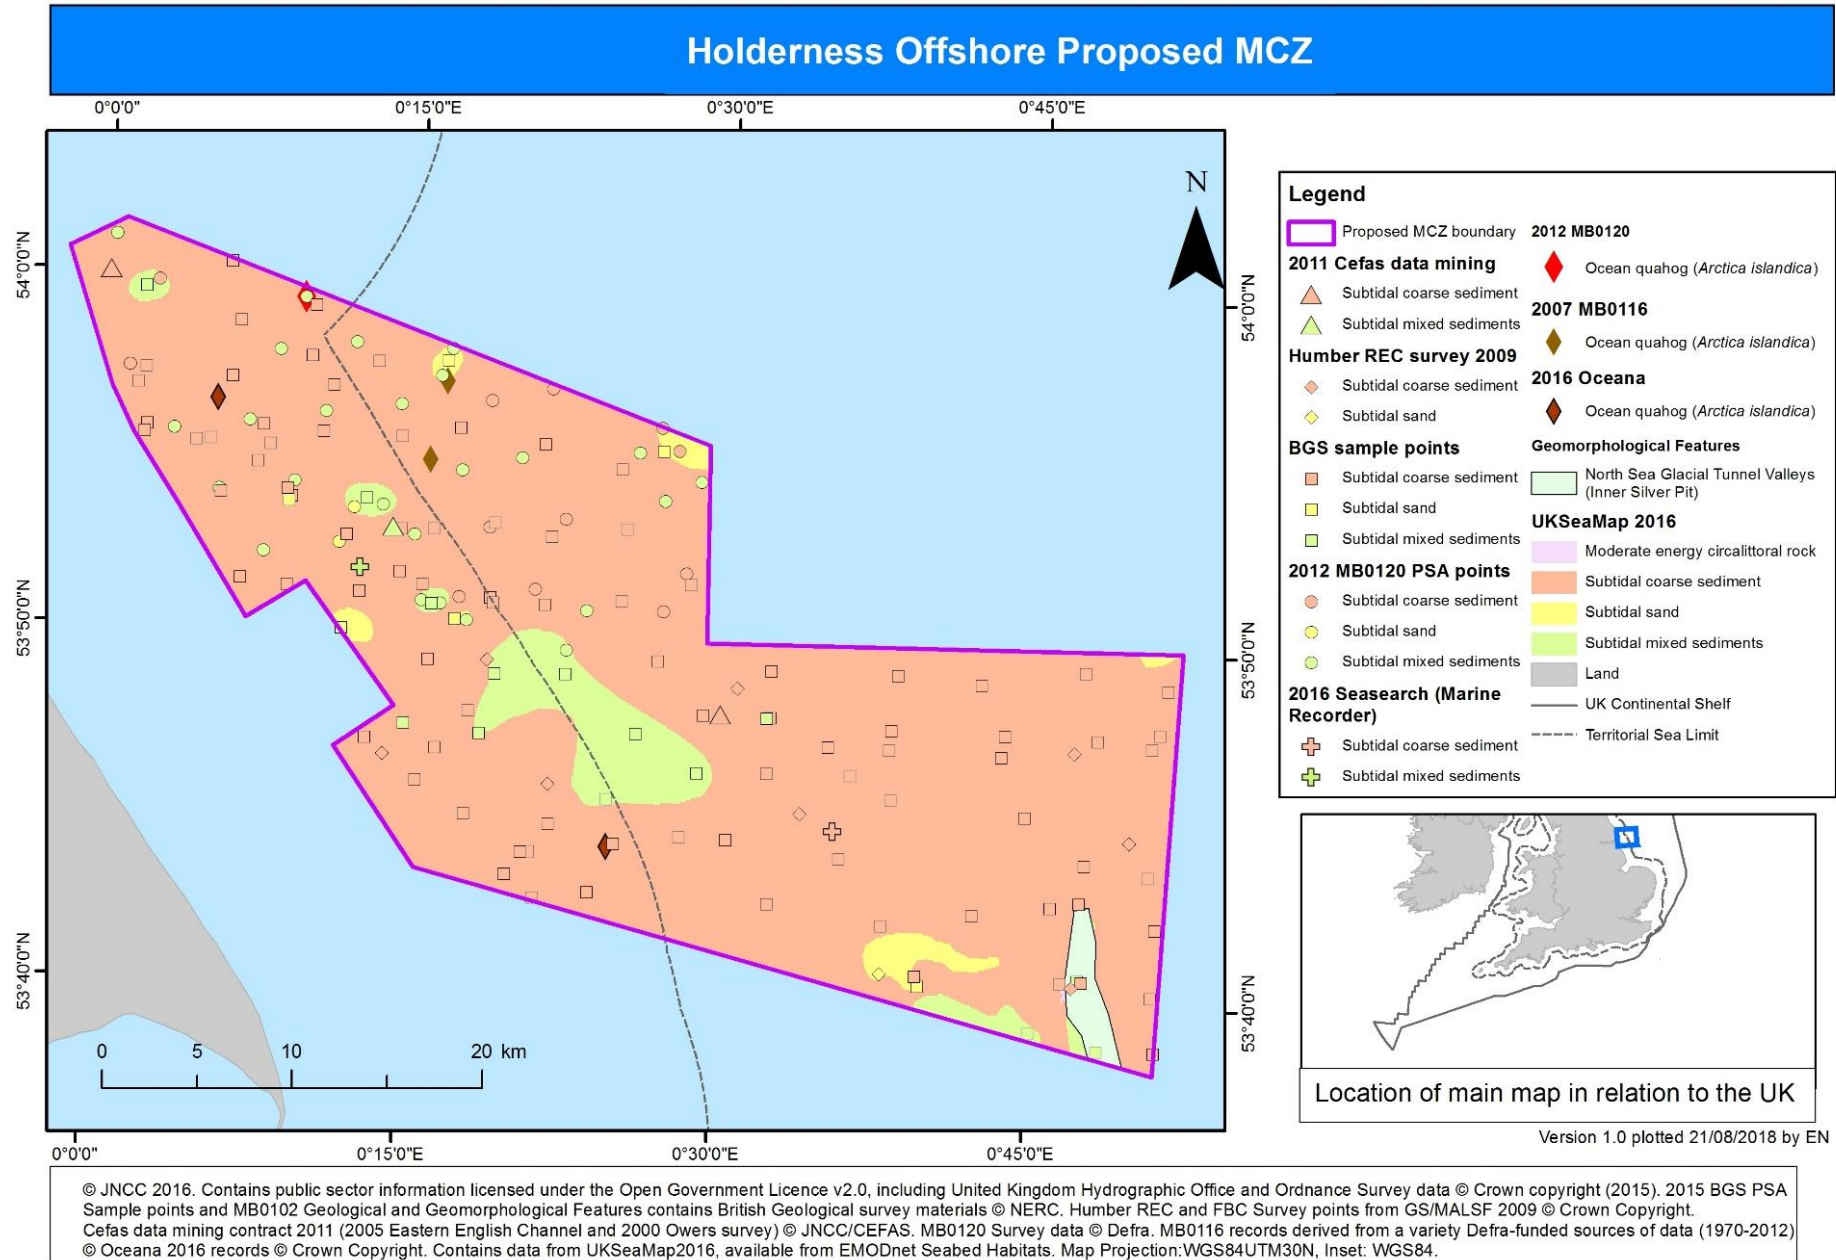 Holderness Offshore Proposed MCZ
0°0'0"
0°15'0"E
0°30'0"E
0°45'0"E
54°0'0"N
53°50'0"N
53°40'0"N
N
54°0'0"N
53°50'0"N
53°40'0"N
0 5 10 20 km
0°0'0"
0°15'0"E
0°30'0"E
0°45'0"E
Legend
Proposed MCZ boundary
2011 Cefas data mining
Subtidal coarse sediment
Subtidal mixed sediments
Humber REC survey 2009
Subtidal coarse sediment
Subtidal sand
BGS sample points
Subtidal coarse sediment
Subtidal sand
Subtidal mixed sediments
2012 MB0120 PSA points
Subtidal coarse sediment
Subtidal sand
Subtidal mixed sediments
2016 Seasearch (Marine
Recorder)
Subtidal coarse sediment
Subtidal mixed sediments
2012 MB0120
Ocean quahog (Arctica islandica)
2007 MB0116
Ocean quahog (Arctica islandica)
2016 Oceana
Ocean quahog (Arctica islandica)
Geomorphological Features
North Sea Glacial Tunnel Valleys
(Inner Silver Pit)
UKSeaMap 2016
Moderate energy circalittoral rock
Subtidal coarse sediment
Subtidal sand
Subtidal mixed sediments
Land
UK Continental Shelf
Territorial Sea Limit
Location of main map in relation to the UK
Version 1.0 plotted 21/08/2018 by EN
© JNCC 2016. Contains public sector information licensed under the Open Government Licence v2.0, including United Kingdom Hydrographic Office and Ordnance Survey data © Crown copyright (2015). 2015 BGS PSA
Sample points and MB0102 Geological and Geomorphological Features contains British Geological survey materials © NERC. Humber REC and FBC Survey points from GS/MALSF 2009 © Crown Copyright.
Cefas data mining contract 2011 (2005 Eastern English Channel and 2000 Owers survey) © JNCC/CEFAS. MB0120 Survey data © Defra. MB0116 records derived from a variety Defra-funded sources of data (1970-2012)
© Oceana 2016 records © Crown Copyright. Contains data from UKSeaMap2016, available from EMODnet Seabed Habitats. Map Projection:WGS84UTM30N, Inset: WGS84.